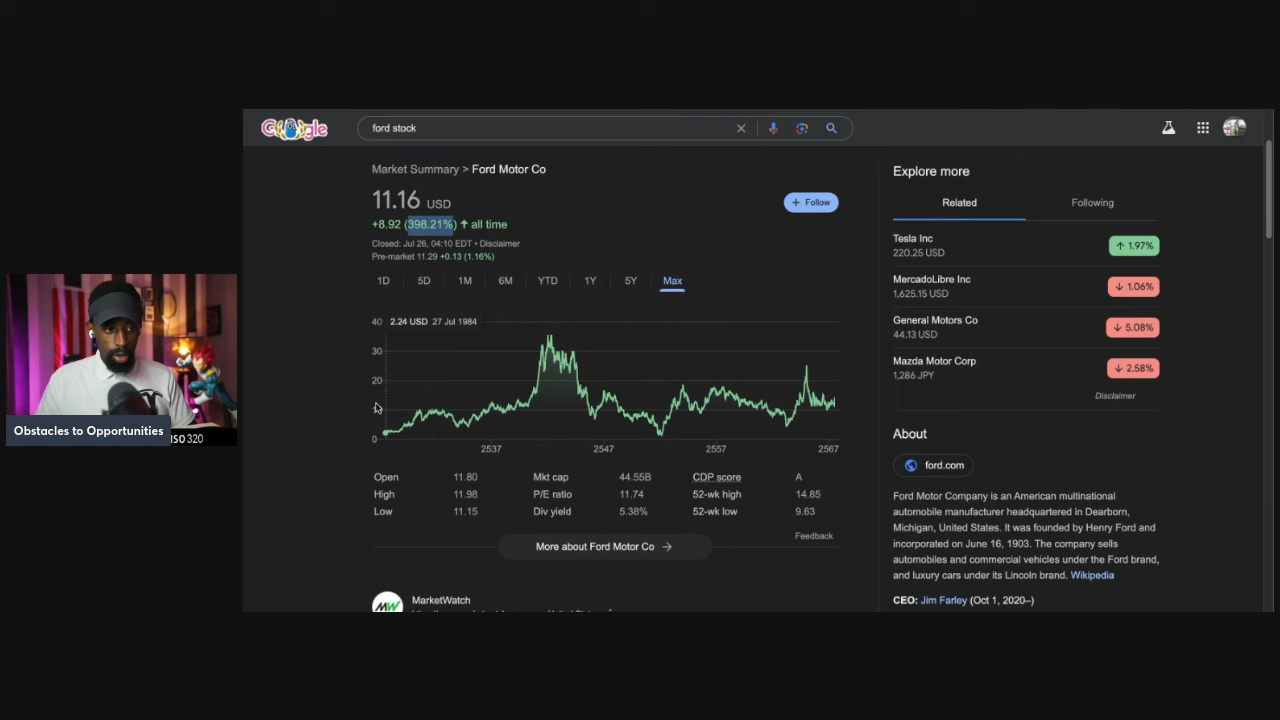 Google
ford stock
Market Summary > Ford Motor Co
11.16 USD
+8.92 (398.21%) ↑ all time
Closed: Jul 26, 04:10 EDT • Disclaimer
Pre-market 11.29 +0.13 (1.16%)
+ Follow
1D 5D 1M 6M YTD 1Y 5Y Max
40 2.24 USD 27 Jul 1984
30
20
0
2537 2547 2557 2567
Open 11.80 Mkt cap 44.55B CDP score A
High 11.98 P/E ratio 11.74 52-wk high 14.85
Low 11.15 Div yield 5.38% 52-wk low 9.63
Feedback
More about Ford Motor Co →
MW MarketWatch
Explore more
Related Following
Tesla Inc
220.25 USD
↑ 1.97%
MercadoLibre Inc
1,625.15 USD
↓ 1.06%
General Motors Co
44.13 USD
↓ 5.08%
Mazda Motor Corp
1,286 JPY
↓ 2.58%
Disclaimer
About
ford.com
Ford Motor Company is an American multinational
automobile manufacturer headquartered in Dearborn,
Michigan, United States. It was founded by Henry Ford and
incorporated on June 16, 1903. The company sells
automobiles and commercial vehicles under the Ford brand,
and luxury cars under its Lincoln brand. Wikipedia
CEO: Jim Farley (Oct 1, 2020–)
Obstacles to Opportunities
ISO 320